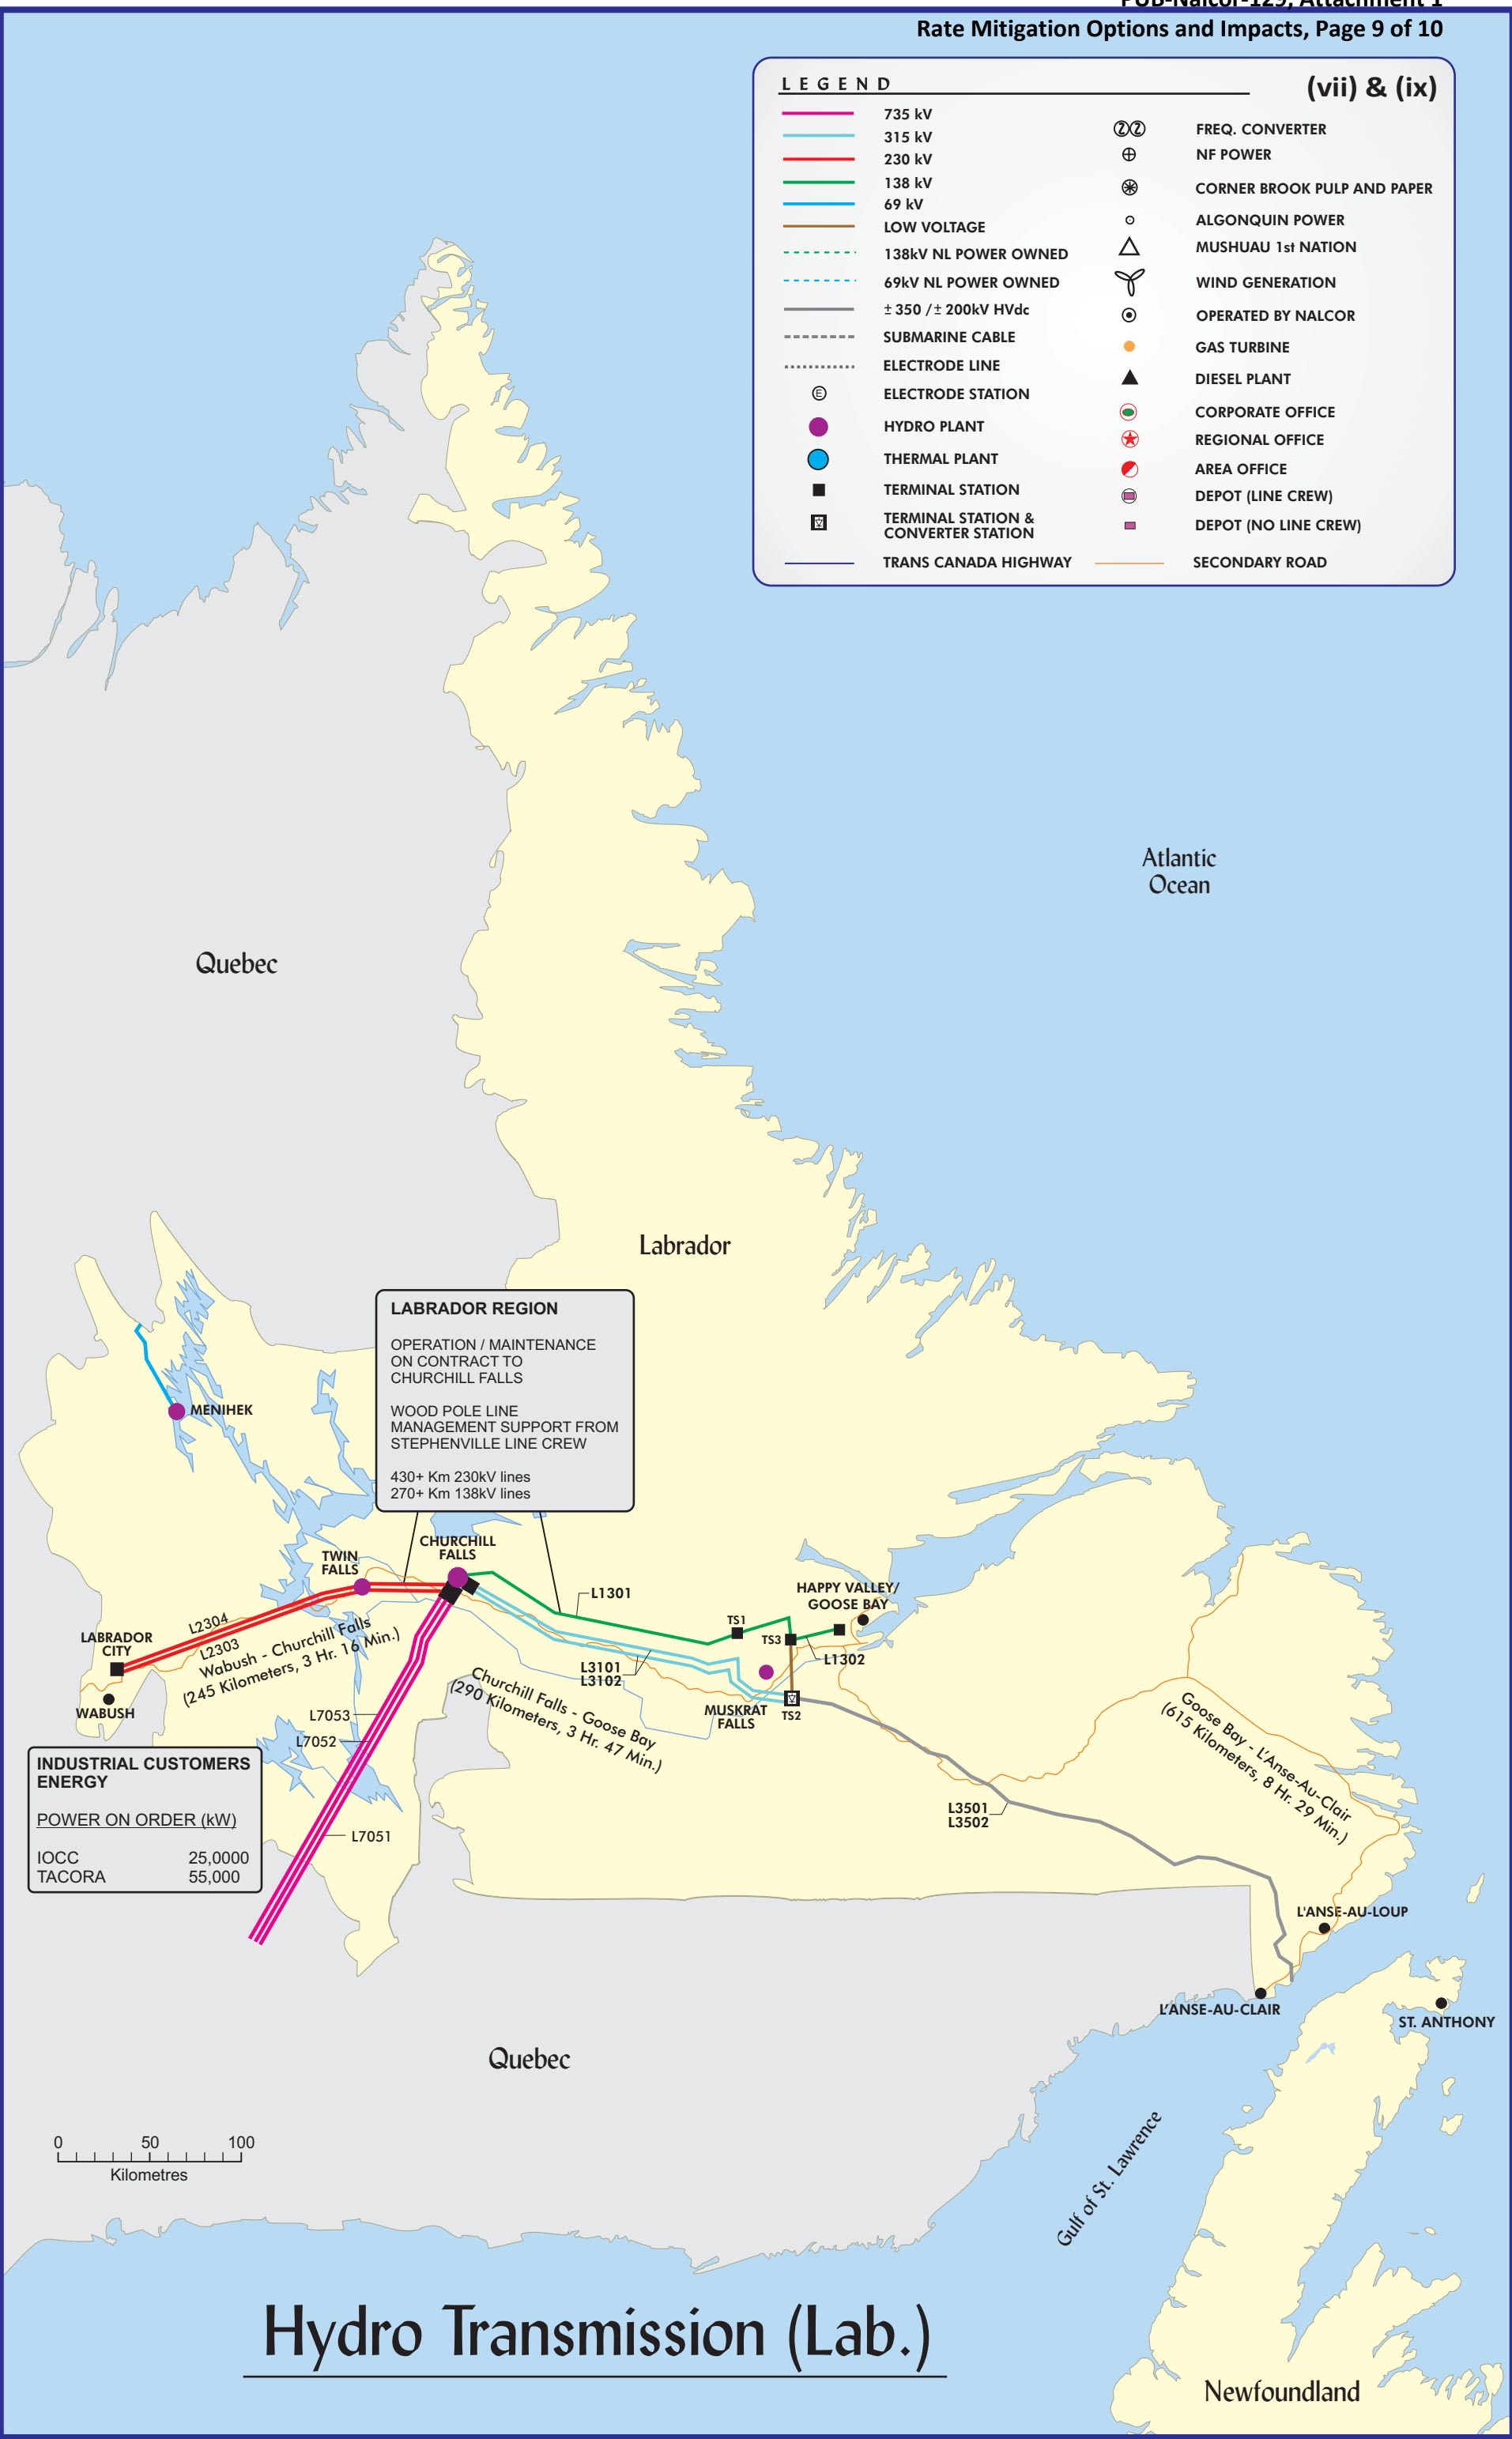 PUB-Nalcor-129, Attachment 1
Rate Mitigation Options and Impacts, Page 9 of 10
LEGEND
(vii) & (ix)
735 kV
315 kV
230 kV
138 kV
69 kV
LOW VOLTAGE
138kV NL POWER OWNED
69kV NL POWER OWNED
± 350 /± 200kV HVdc
SUBMARINE CABLE
ELECTRODE LINE
E
ELECTRODE STATION
HYDRO PLANT
THERMAL PLANT
TERMINAL STATION
TERMINAL STATION &
CONVERTER STATION
TRANS CANADA HIGHWAY
FREQ. CONVERTER
NF POWER
CORNER BROOK PULP AND PAPER
ALGONQUIN POWER
MUSHUAU 1st NATION
WIND GENERATION
OPERATED BY NALCOR
GAS TURBINE
DIESEL PLANT
CORPORATE OFFICE
REGIONAL OFFICE
AREA OFFICE
DEPOT (LINE CREW)
DEPOT (NO LINE CREW)
SECONDARY ROAD
Atlantic
Ocean
Quebec
Labrador
LABRADOR REGION
OPERATION / MAINTENANCE
ON CONTRACT TO
CHURCHILL FALLS
WOOD POLE LINE
MANAGEMENT SUPPORT FROM
STEPHENVILLE LINE CREW
430+ Km 230kV lines
270+ Km 138kV lines
MENIHEK
CHURCHILL
FALLS
TWIN
FALLS
HAPPY VALLEY/
GOOSE BAY
L1301
TS1
TS3
L1302
L2304
L2303
LABRADOR
CITY
Wabush - Churchill Falls
(245 Kilometers, 3 Hr. 16 Min.)
WABUSH
L3101
L3102
Churchill Falls - Goose Bay
(290 Kilometers, 3 Hr. 47 Min.)
MUSKRAT
FALLS
TS2
L7053
L7052
L7051
Goose Bay - L'Anse-Au-Clair
(615 Kilometers, 8 Hr. 29 Min.)
L3501
L3502
INDUSTRIAL CUSTOMERS
ENERGY
POWER ON ORDER (kW)
IOCC 25,0000
TACORA 55,000
L'ANSE-AU-LOUP
L'ANSE-AU-CLAIR
ST. ANTHONY
Quebec
0 50 100
Kilometres
Gulf of St. Lawrence
Hydro Transmission (Lab.)
Newfoundland